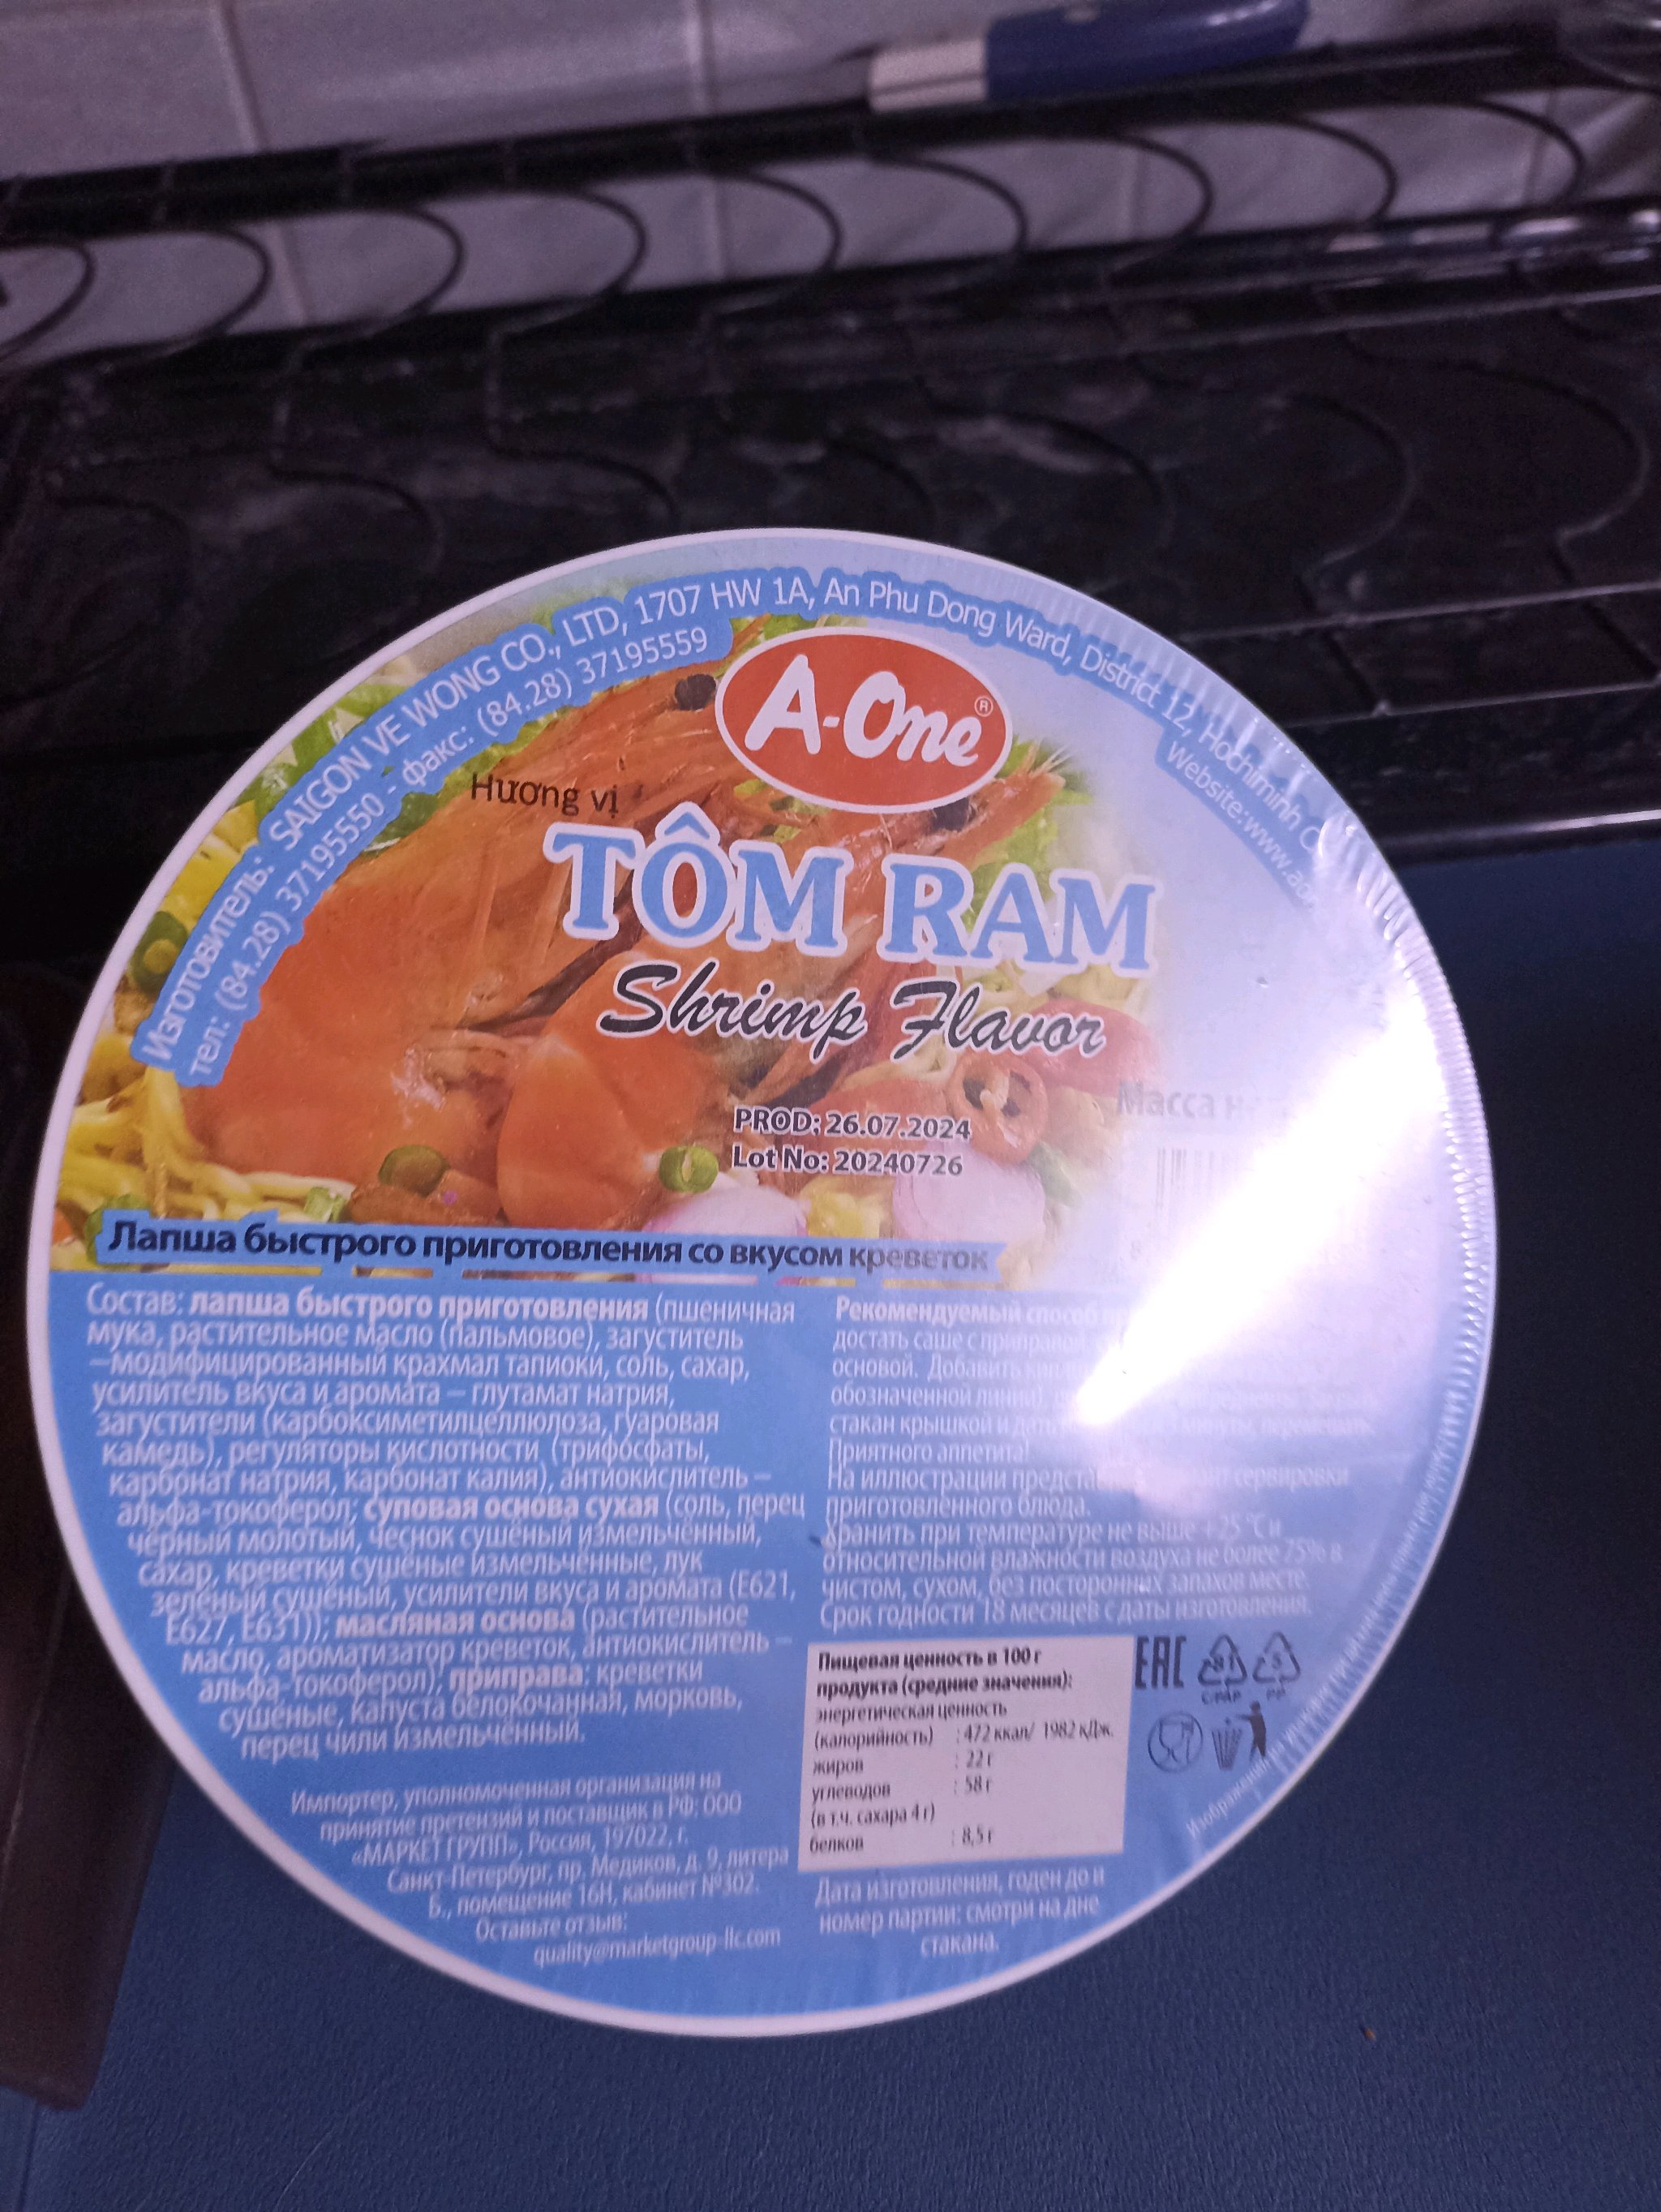 Изготовитель: SAIGON VE WONG CO., LTD, 1707 HW 1A, An Phu Dong Ward, District 12, Hochiminh
тел: (84.28) 37195550 - факс: (84.28) 37195559
Website:www.
A-One®
Hương vị
TÔM RAM
Shrimp Flavor
PROD: 26.07.2024
Lot No: 20240726
Масса
Лапша быстрого приготовления со вкусом креветок
Состав: лапша быстрого приготовления (пшеничная
мука, растительное масло (пальмовое), загуститель
—модифицированный крахмал тапиоки, соль, сахар,
усилитель вкуса и аромата — глутамат натрия,
загустители (карбоксиметилцеллюлоза, гуаровая
камедь), регуляторы кислотности (трифосфаты,
карбонат натрия, карбонат калия), антиокислитель —
альфа-токоферол; суповая основа сухая (соль, перец
чёрный молотый, чеснок сушёный измельчённый,
сахар, креветки сушёные измельчённые, лук
зелёный сушёный, усилители вкуса и аромата (Е621,
Е627, Е631)); масляная основа (растительное
масло, ароматизатор креветок, антиокислитель —
альфа-токоферол), приправа: креветки
сушёные, капуста белокочанная, морковь,
перец чили измельчённый.
Импортер, уполномоченная организация на
принятие претензий и поставщик в РФ: ООО
«МАРКЕТ ГРУПП», Россия, 197022, г.
Санкт-Петербург, пр. Медиков, д. 9, литера
Б., помещение 16Н, кабинет №302.
Оставьте отзыв:
quality@marketgroup-llc.com
Рекомендуемый способ
достать саше с приправой
основой. Добавить
обозначенной линии)
стакан крышкой и дать минуты, перемешать.
Приятного аппетита!
На иллюстрации сервировки
приготовленного блюда.
Хранить при температуре не выше +25 °С и
относительной влажности воздуха не более 75% в
чистом, сухом, без посторонних запахов месте.
Срок годности 18 месяцев с даты изготовления.
Пищевая ценность в 100 г
продукта (средние значения):
энергетическая ценность
(калорийность) : 472 ккал/ 1982 кДж.
жиров : 22 г
углеводов : 58 г
(в т.ч. сахара 4 г)
белков : 8,5 г
EAC 81 5
C/PAP PP
Дата изготовления, годен до и
номер партии: смотри на дне
стакана.